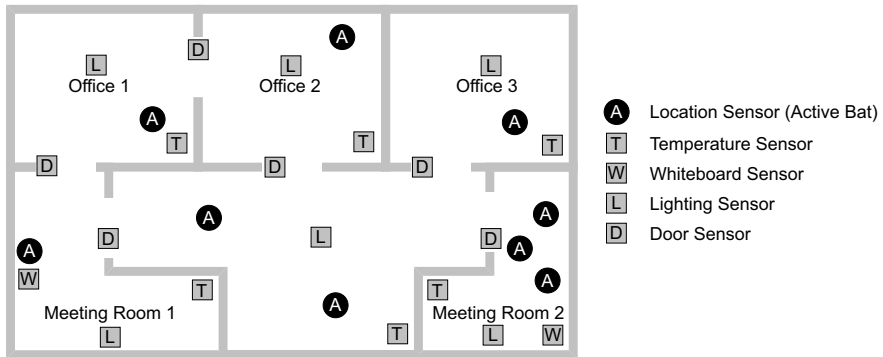 A
D
L
L
L
Office 1
Office 2
Office 3
A
A
T
T
T
D
D
D
A
A
L
D
D
A
A
W
A
T
T
Meeting Room 1
Meeting Room 2
A
L
T
L
W
A Location Sensor (Active Bat)
T Temperature Sensor
W Whiteboard Sensor
L Lighting Sensor
D Door Sensor